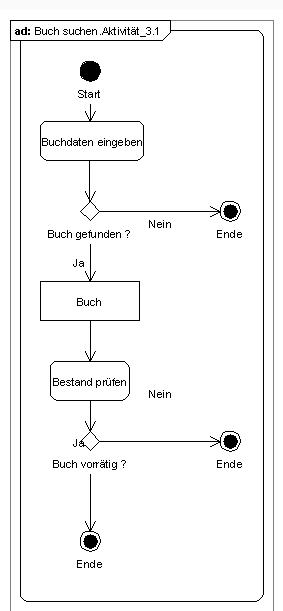 ad: Buch suchen.Aktivität_3.1
Start
Buchdaten eingeben
Nein
Buch gefunden ?
Ende
Ja
Buch
Bestand prüfen
Nein
Ja
Buch vorrätig ?
Ende
Ende